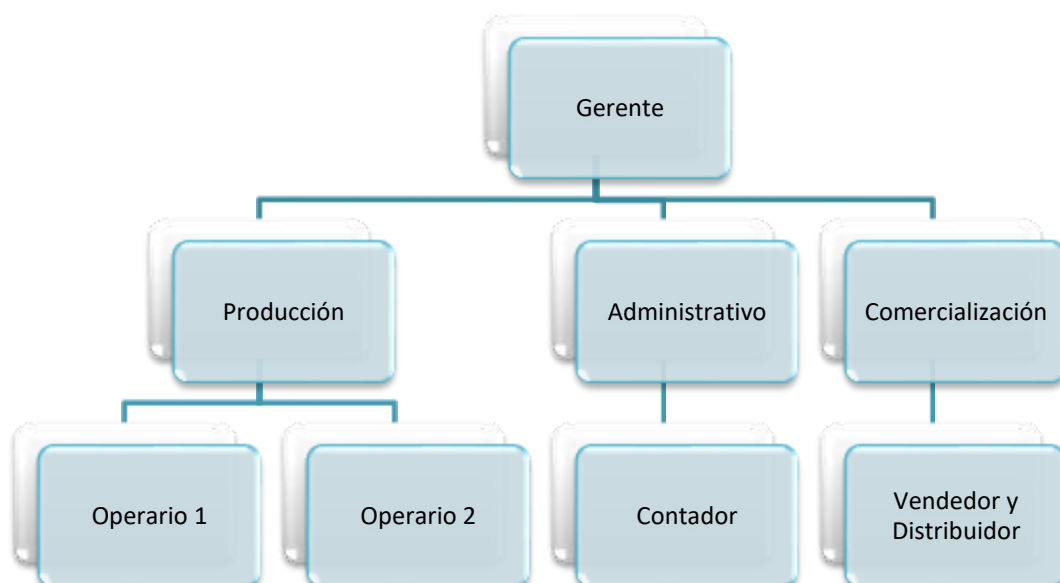 Gerente
Producción
Administrativo
Comercialización
Operario 1
Operario 2
Contador
Vendedor y
Distribuidor